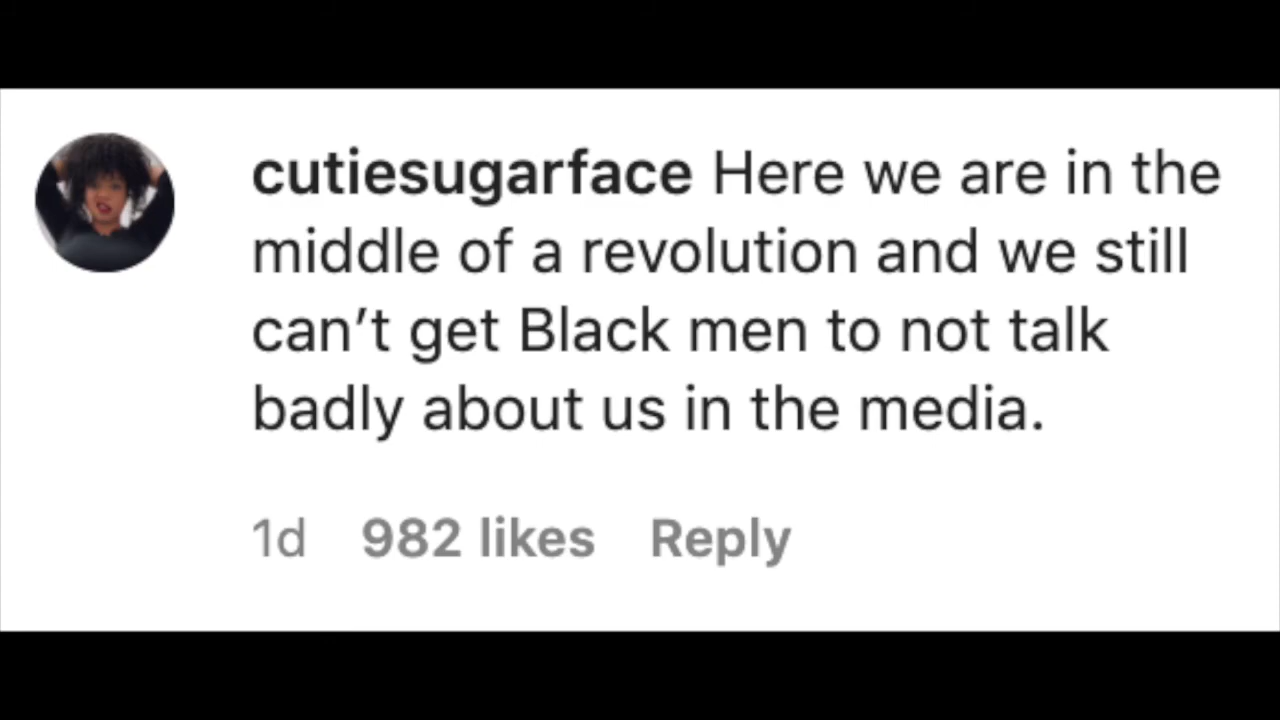 cutiesugarface Here we are in the
middle of a revolution and we still
can’t get Black men to not talk
badly about us in the media.
1d 982 likes Reply